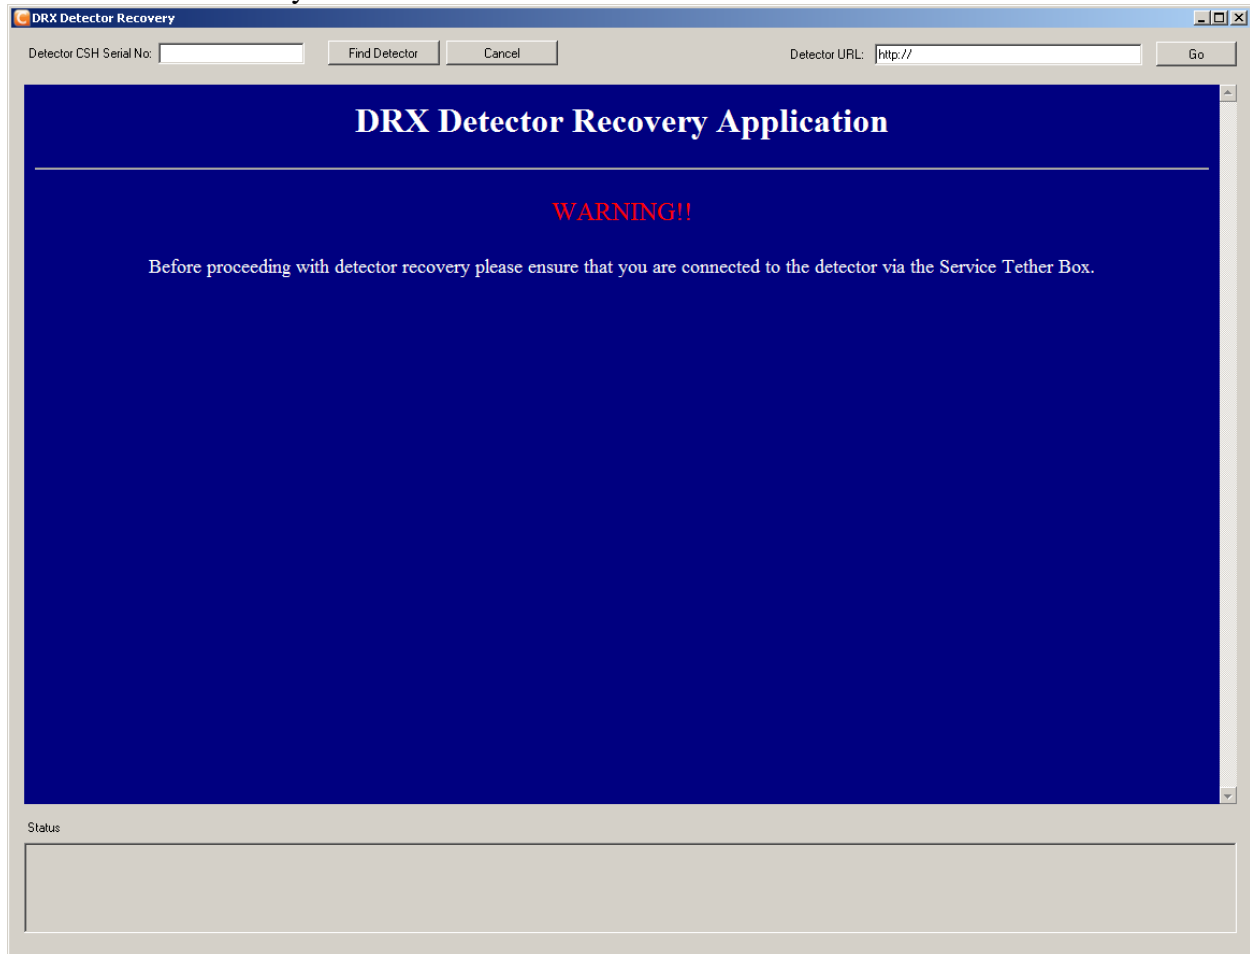 DRX Detector Recovery
Detector CSH Serial No: Find Detector Cancel Detector URL: http:// Go
DRX Detector Recovery Application
WARNING!!
Before proceeding with detector recovery please ensure that you are connected to the detector via the Service Tether Box.
Status